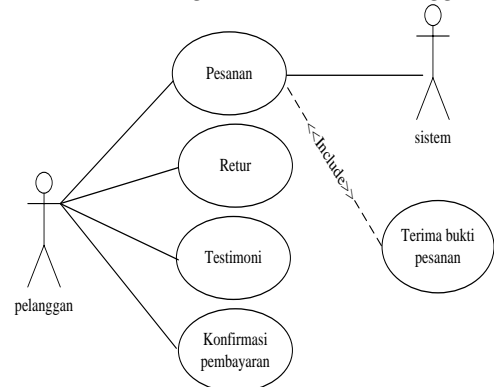 Pesanan
sistem
<<Include>>
Retur
Terima bukti
pesanan
Testimoni
pelanggan
Konfirmasi
pembayaran